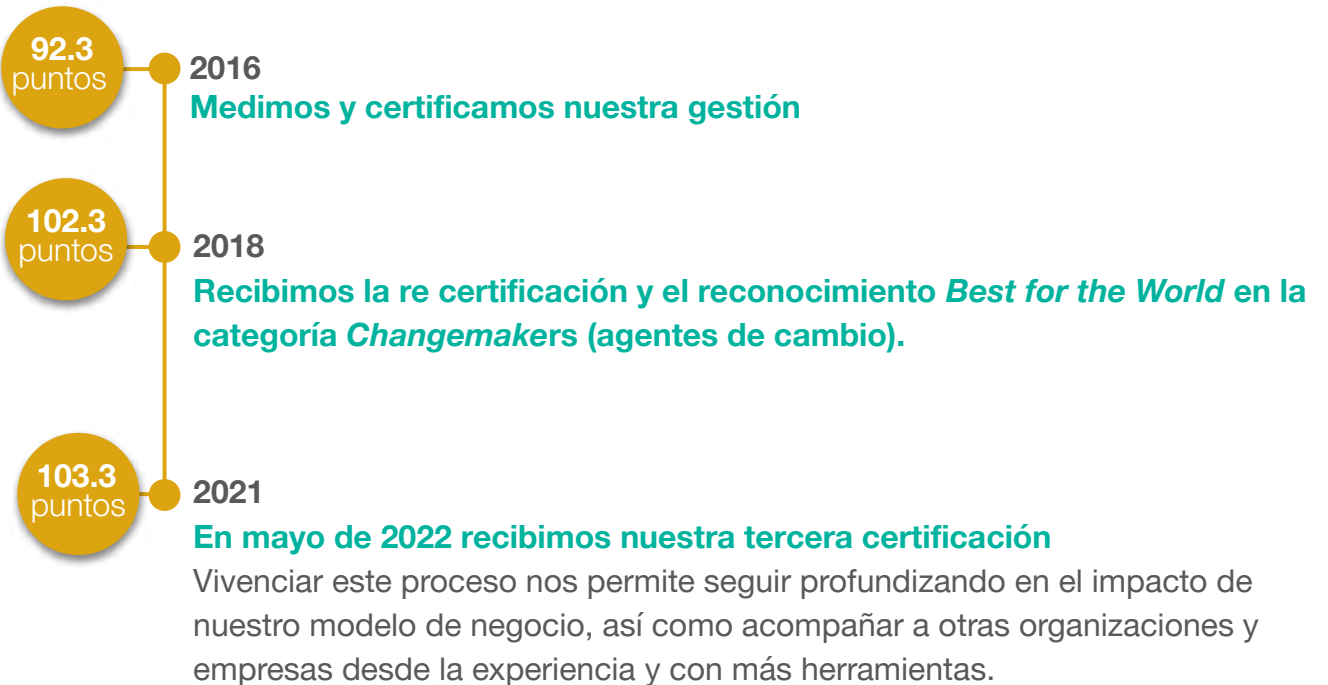 92.3
puntos
2016
Medimos y certificamos nuestra gestión
102.3
puntos
2018
Recibimos la re certificación y el reconocimiento Best for the World en la
categoría Changemakers (agentes de cambio).
103.3
puntos
2021
En mayo de 2022 recibimos nuestra tercera certificación
Vivenciar este proceso nos permite seguir profundizando en el impacto de
nuestro modelo de negocio, así como acompañar a otras organizaciones y
empresas desde la experiencia y con más herramientas.